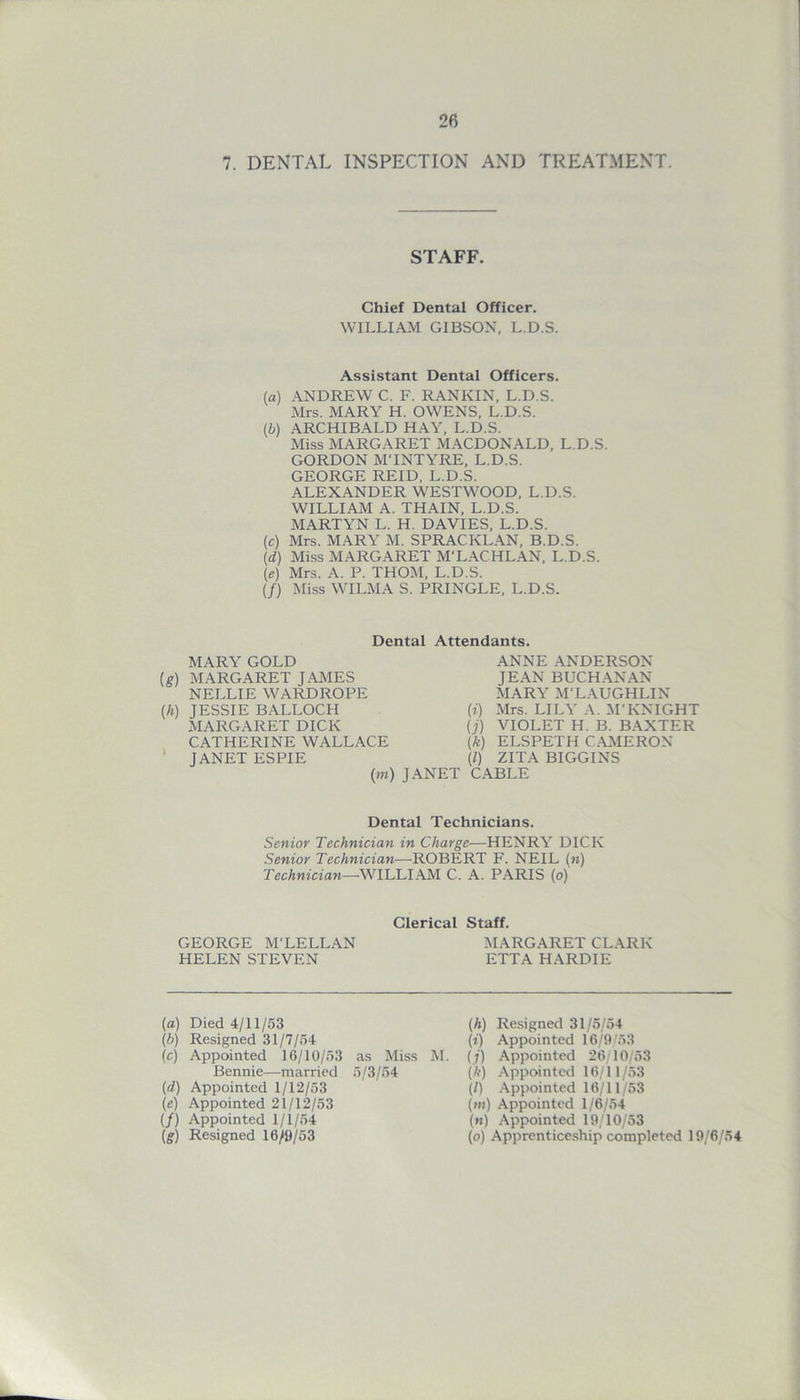 26
7. DENTAL INSPECTION AND TREATMENT.
STAFF.
Chief Dental Officer.
WILLIAM GIBSON, L.D.S.
Assistant Dental Officers.
(a) ANDREW C. F. RANKIN, L.D.S.
Mrs. MARY H. OWENS, L.D.S.
(b) ARCHIBALD HAY, L.D.S.
Miss MARGARET MACDONALD, L.D.S.
GORDON M'INTYRE, L.D.S.
GEORGE REID, L.D.S.
ALEXANDER WESTWOOD, L.D.S.
WILLIAM A. THAIN, L.D.S.
MARTYN L. H. DAVIES, L.D.S.
(c) Mrs. MARY M. SPRACKLAN, B.D.S.
(d) Miss MARGARET M'LACHLAN, L.D.S.
(e) Mrs. A. P. THOM, L.D.S.
(f) Miss WILMA S. PRINGLE, L.D.S.
Dental Attendants.
MARY GOLD
(g) MARGARET JAMES
NELLIE WARDROPE
(h) JESSIE BALLOCH
MARGARET DICK
CATHERINE WALLACE
JANET ESPIE
ANNE ANDERSON
JEAN BUCHANAN
MARY M'LAUGHLIN
(i) Mrs. LILY A. M'KNIGHT
(j) VIOLET H. B. BAXTER
(k) ELSPETH CAMERON
(l) ZITA BIGGINS
(m) JANET CABLE
Dental Technicians.
Senior Technician in Charge—HENRY DICK
Senior Technician—ROBERT F. NEIL (n)
Technician—WILLIAM C. A. PARIS (o)
Clerical Staff.
GEORGE M'LELLAN
HELEN STEVEN
MARGARET CLARK
ETTA HARDIE
(a) Died 4/11/53
(b) Resigned 31/7/54
(c) Appointed 16/10/53 as Miss M.
Bennie—married 5/3/54
(d) Appointed 1/12/53
(e) Appointed 21/12/53
(f) Appointed 1/1/54
(g) Resigned 16/9/53
(h) Resigned 31/5/54
(i) Appointed 16/9/53
(j) Appointed 26/10/53
(k) Appointed 16/11/53
(l) Appointed 16/11/53
(m) Appointed 1/6/54
(n) Appointed 19/10/53
(o) Apprenticeship completed 19/6/54